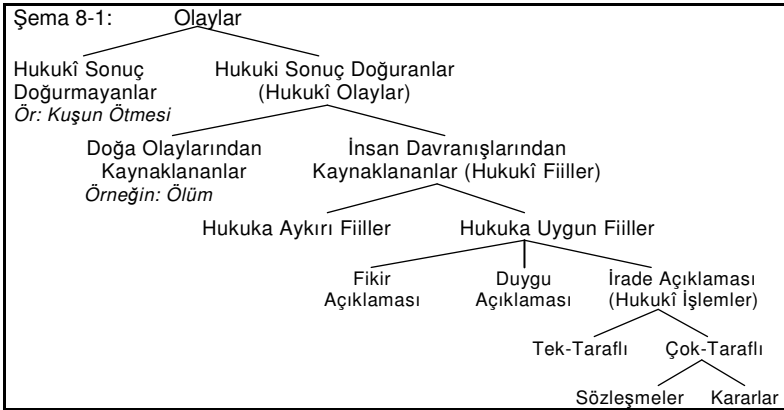 Şema 8-1: Olaylar
Hukukî Sonuç
Doğurmayanlar
Ör: Kuşun Ötmesi
Hukuki Sonuç Doğuranlar
(Hukukî Olaylar)
Doğa Olaylarından
Kaynaklananlar
Örneğin: Ölüm
İnsan Davranışlarından
Kaynaklananlar (Hukukî Fiiller)
Hukuka Aykırı Fiiller
Hukuka Uygun Fiiller
Fikir
Açıklaması
Duygu
Açıklaması
İrade Açıklaması
(Hukukî İşlemler)
Tek-Taraflı
Çok-Taraflı
Sözleşmeler
Kararlar